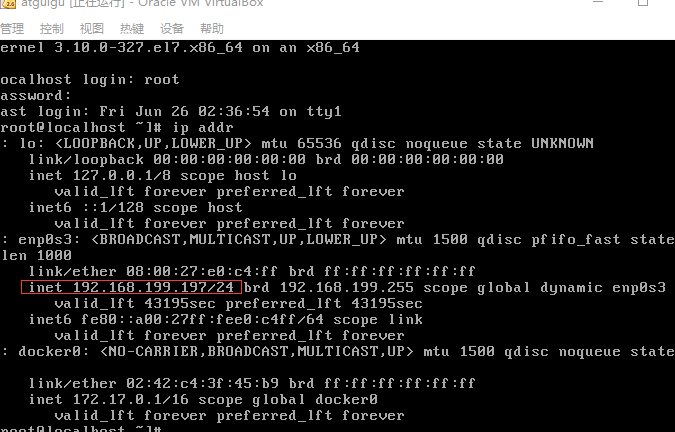 atguigu [正在运行] - Oracle VM VirtualBox
管理 控制 视图 热键 设备 帮助
ernel 3.10.0-327.el7.x86_64 on an x86_64
ocalhost login: root
assword:
ast login: Fri Jun 26 02:36:54 on tty1
root@localhost ~]# ip addr
: lo: <LOOPBACK,UP,LOWER_UP> mtu 65536 qdisc noqueue state UNKNOWN
link/loopback 00:00:00:00:00:00 brd 00:00:00:00:00:00
inet 127.0.0.1/8 scope host lo
valid_lft forever preferred_lft forever
inet6 ::1/128 scope host
valid_lft forever preferred_lft forever
: enp0s3: <BROADCAST,MULTICAST,UP,LOWER_UP> mtu 1500 qdisc pfifo_fast state
len 1000
link/ether 08:00:27:e0:c4:ff brd ff:ff:ff:ff:ff:ff
inet 192.168.199.197/24 brd 192.168.199.255 scope global dynamic enp0s3
valid_lft 43195sec preferred_lft 43195sec
inet6 fe80::a00:27ff:fee0:c4ff/64 scope link
valid_lft forever preferred_lft forever
: docker0: <NO-CARRIER,BROADCAST,MULTICAST,UP> mtu 1500 qdisc noqueue state
link/ether 02:42:c4:3f:45:b9 brd ff:ff:ff:ff:ff:ff
inet 172.17.0.1/16 scope global docker0
valid_lft forever preferred_lft forever
root@localhost ~]#